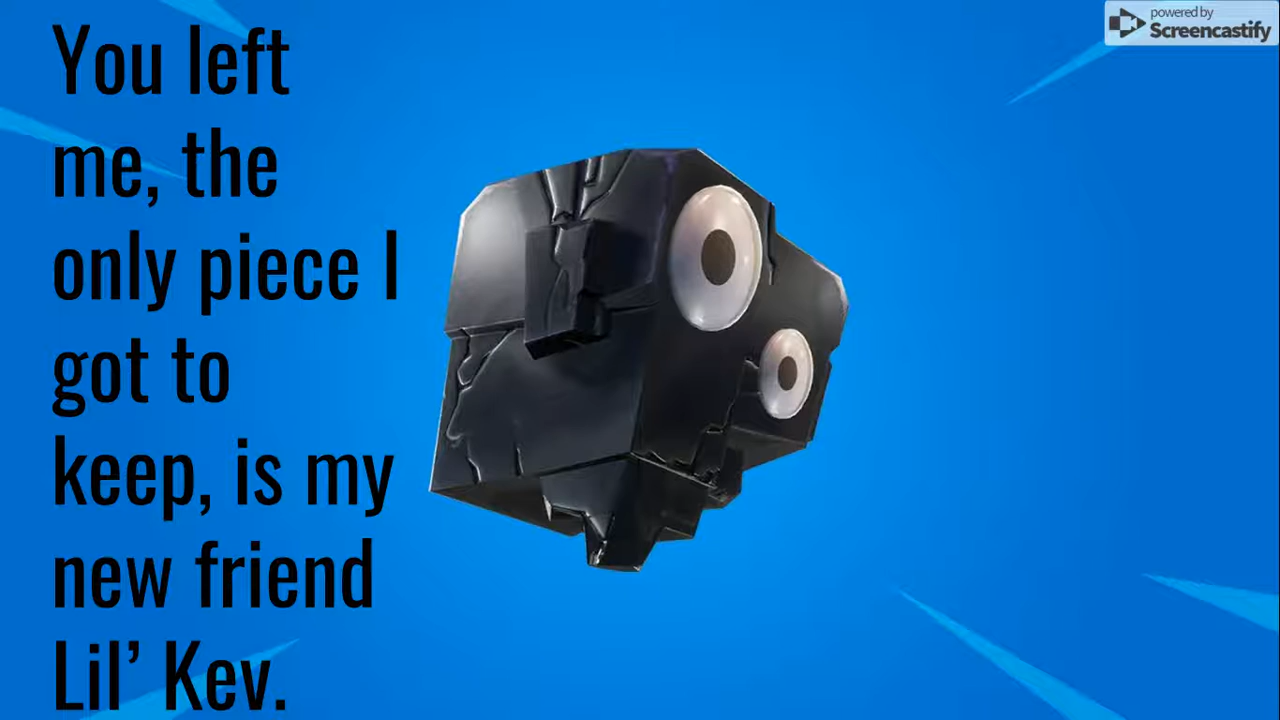 You left
me, the
only piece I
got to
keep, is my
new friend
Lil’ Kev.
powered by
Screencastify